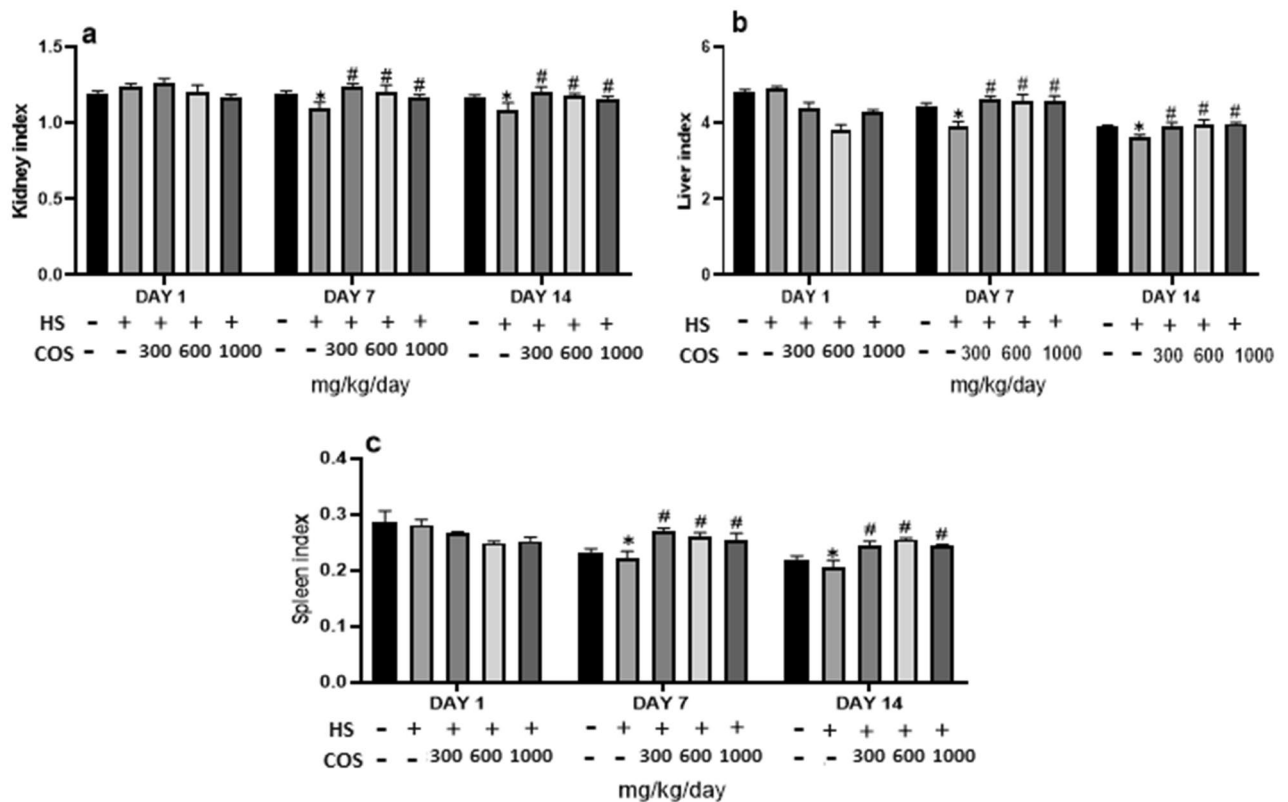 a
1.5
1.0
0.5
0.0
Kidney index
* # # #
* # # #
DAY 1 DAY 7 DAY 14
HS - + + + + - + + + + - + + + +
COS - - 300 600 1000 - - 300 600 1000 - - 300 600 1000
mg/kg/day
b
6
4
2
0
Liver index
* # # #
* # # #
DAY 1 DAY 7 DAY 14
HS - + + + + - + + + + - + + + +
COS - - 300 600 1000 - - 300 600 1000 - - 300 600 1000
mg/kg/day
c
0.4
0.3
0.2
0.1
0.0
Spleen index
* # # #
* # # #
DAY 1 DAY 7 DAY 14
HS - + + + + - + + + + - + + + +
COS - - 300 600 1000 - - 300 600 1000 - - 300 600 1000
mg/kg/day